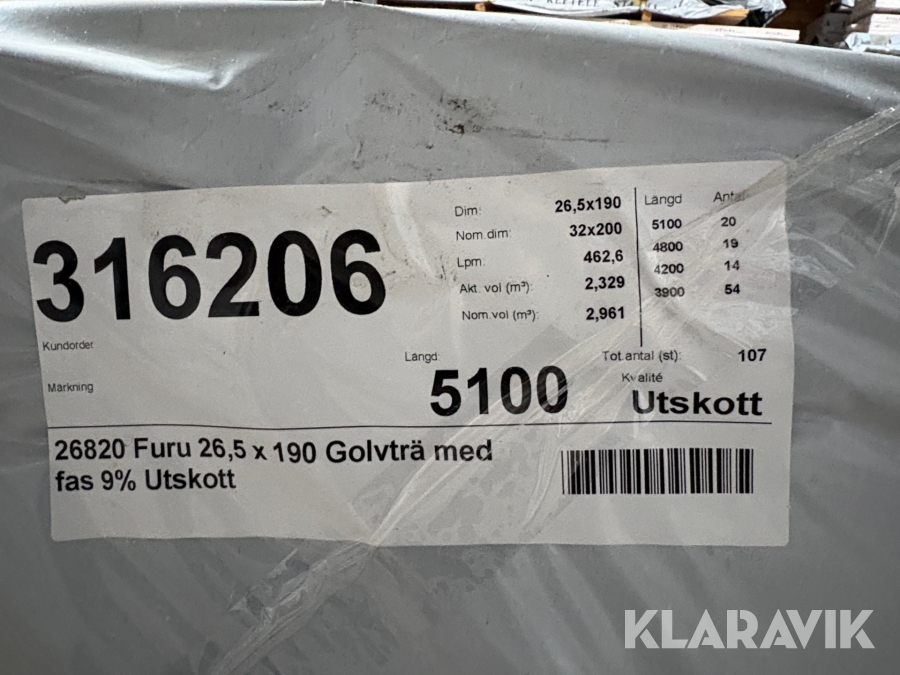 316206
Kundorder
Märkning
Dim: 26,5x190
Nom.dim: 32x200
Lpm: 462,6
Akt. vol (m³): 2,329
Nom.vol (m³): 2,961
Längd Antal
5100 20
4800 19
4200 14
3900 54
Längd: 5100
Tot.antal (st): 107
Kvalité
Utskott
26820 Furu 26,5 x 190 Golvträ med
fas 9% Utskott
KLARAVIK